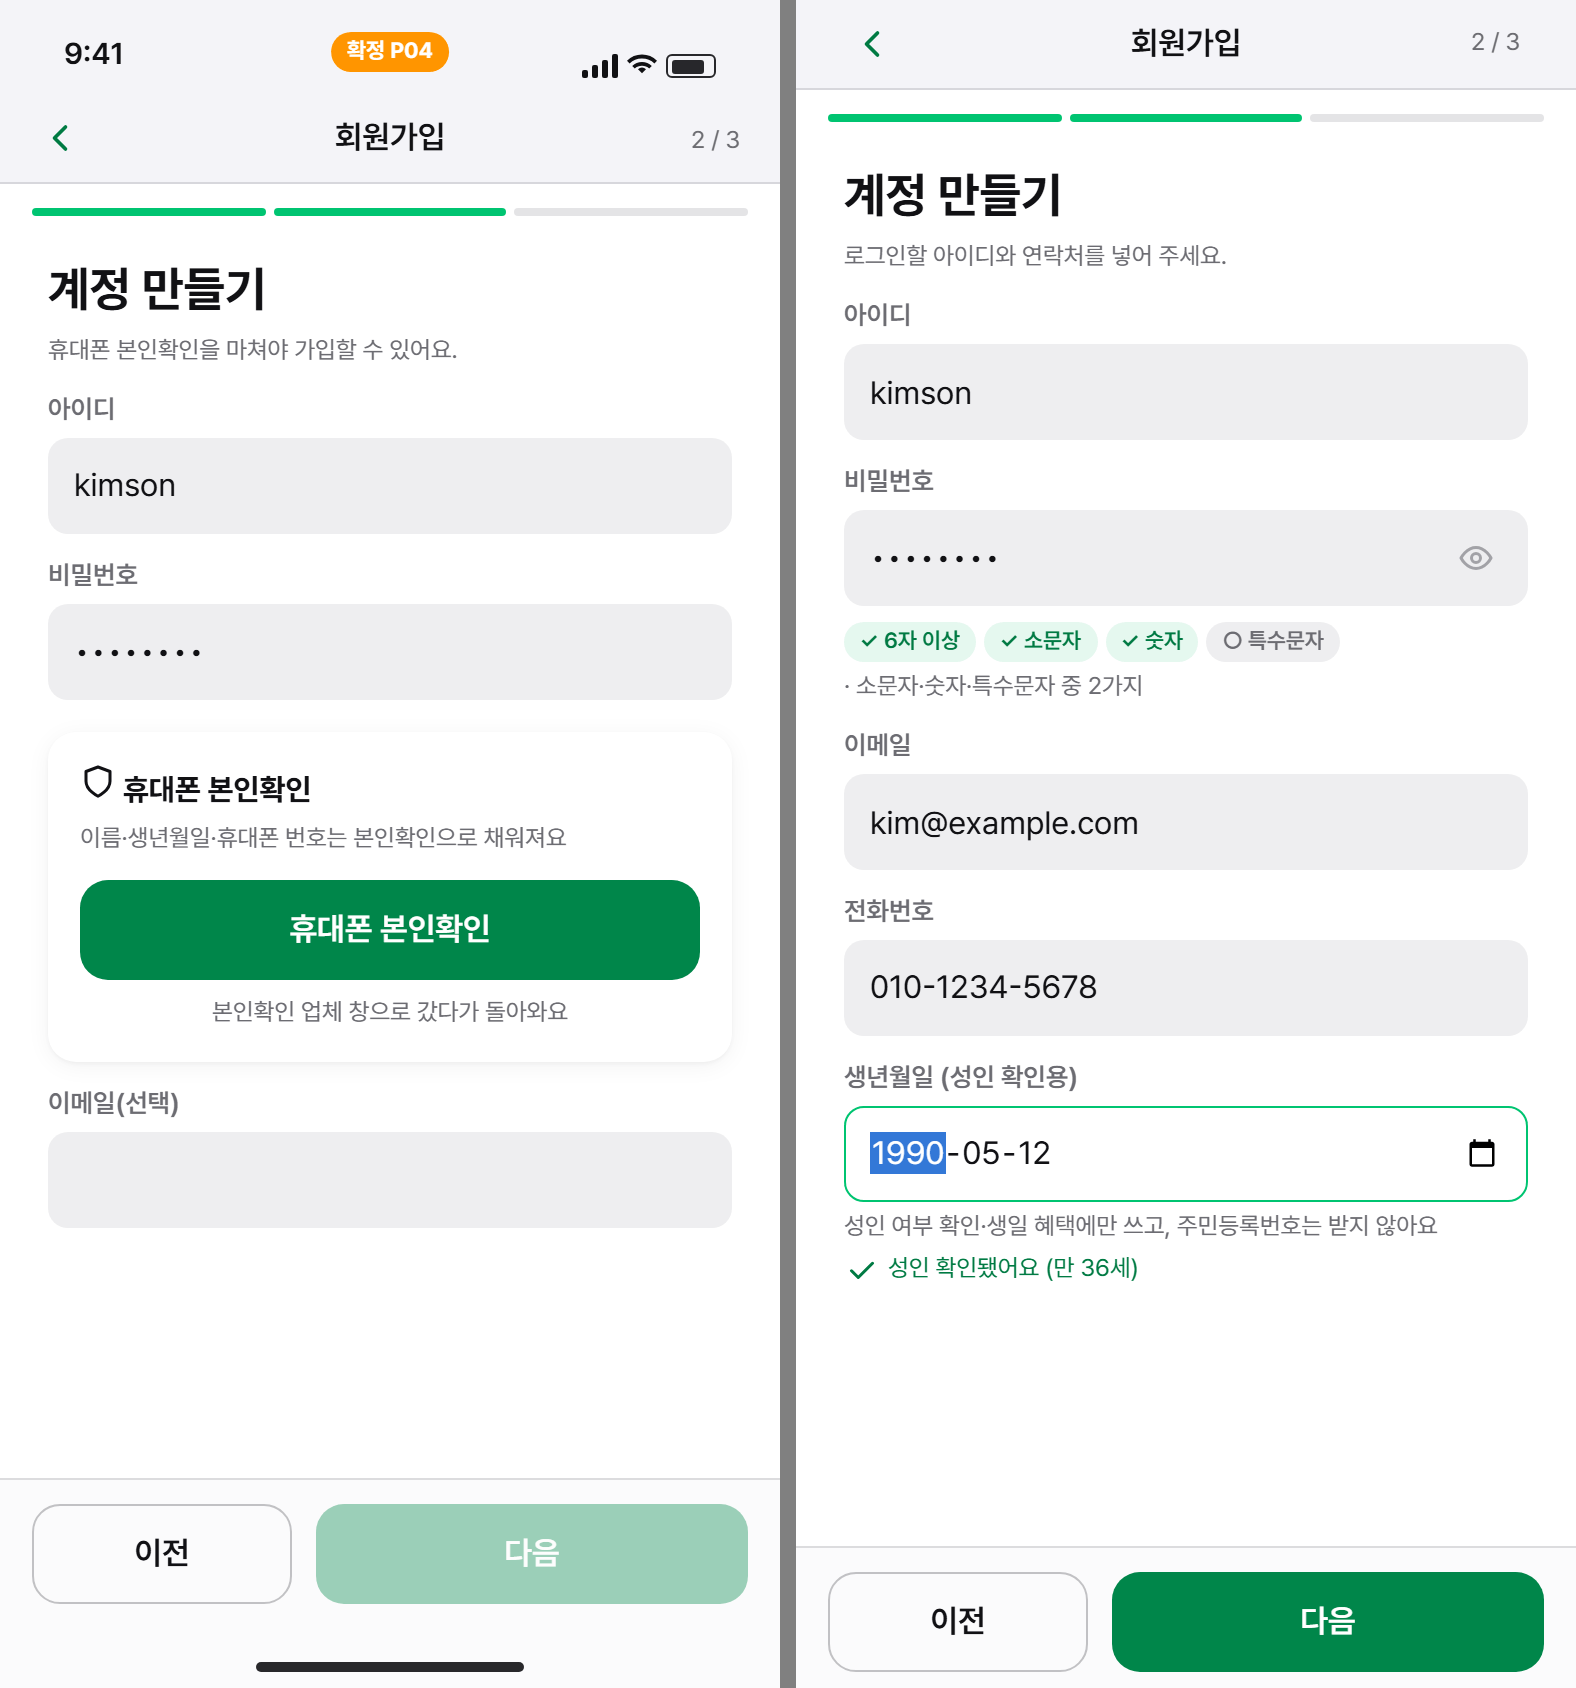 9:41
확정 P04
회원가입
2 / 3
계정 만들기
휴대폰 본인확인을 마쳐야 가입할 수 있어요.
아이디
kimson
비밀번호
••••••••
휴대폰 본인확인
이름·생년월일·휴대폰 번호는 본인확인으로 채워져요
휴대폰 본인확인
본인확인 업체 창으로 갔다가 돌아와요
이메일(선택)
이전
다음
회원가입
2 / 3
계정 만들기
로그인할 아이디와 연락처를 넣어 주세요.
아이디
kimson
비밀번호
••••••••
6자 이상
소문자
숫자
특수문자
· 소문자·숫자·특수문자 중 2가지
이메일
kim@example.com
전화번호
010-1234-5678
생년월일 (성인 확인용)
1990-05-12
성인 여부 확인·생일 혜택에만 쓰고, 주민등록번호는 받지 않아요
성인 확인됐어요 (만 36세)
이전
다음